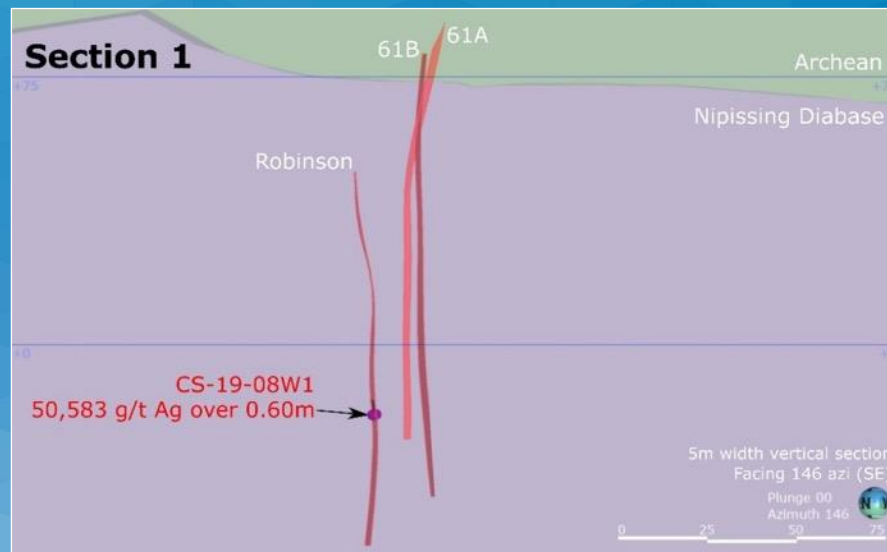 Section 1
61B
61A
Archean
+75
Nipissing Diabase
Robinson
+0
CS-19-08W1
50,583 g/t Ag over 0.60m
5m width vertical section
Facing 146 azi (SE
Plunge 00
Azimuth 146
0 25 50 75